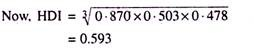 Now, HDI = ∛0·870×0·503×0·478
= 0·593